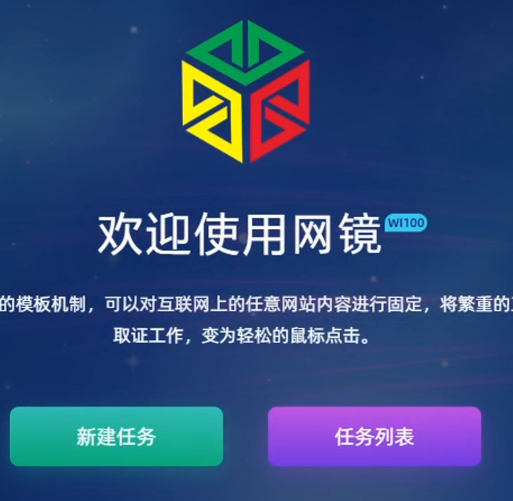 欢迎使用网镜
WI100
的模板机制，可以对互联网上的任意网站内容进行固定，将繁重的
取证工作，变为轻松的鼠标点击。
新建任务
任务列表